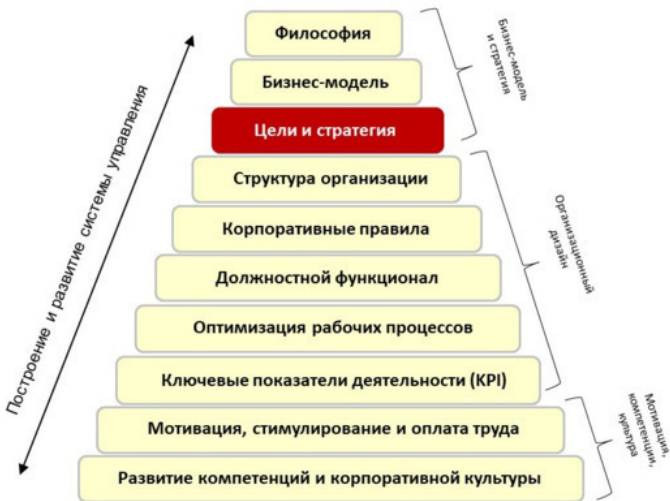 Философия
Бизнес-модель
Цели и стратегия
Структура организации
Корпоративные правила
Должностной функционал
Оптимизация рабочих процессов
Ключевые показатели деятельности (KPI)
Мотивация, стимулирование и оплата труда
Развитие компетенций и корпоративной культуры
Построение и развитие системы управления
Бизнес-модель
и стратегия
Организационный
дизайн
Мотивация,
компетенции,
культура